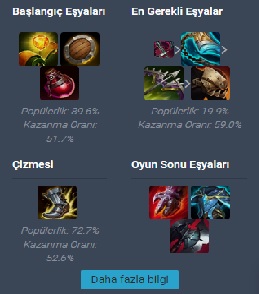 Başlangıç Eşyaları
En Gerekli Eşyalar
Popülerlik: 89.6%
Kazanma Oranı:
51.7%
Popülerlik: 19.9%
Kazanma Oranı: 59.0%
Çizmesi
Oyun Sonu Eşyaları
Popülerlik: 72.7%
Kazanma Oranı:
52.6%
Daha fazla bilgi